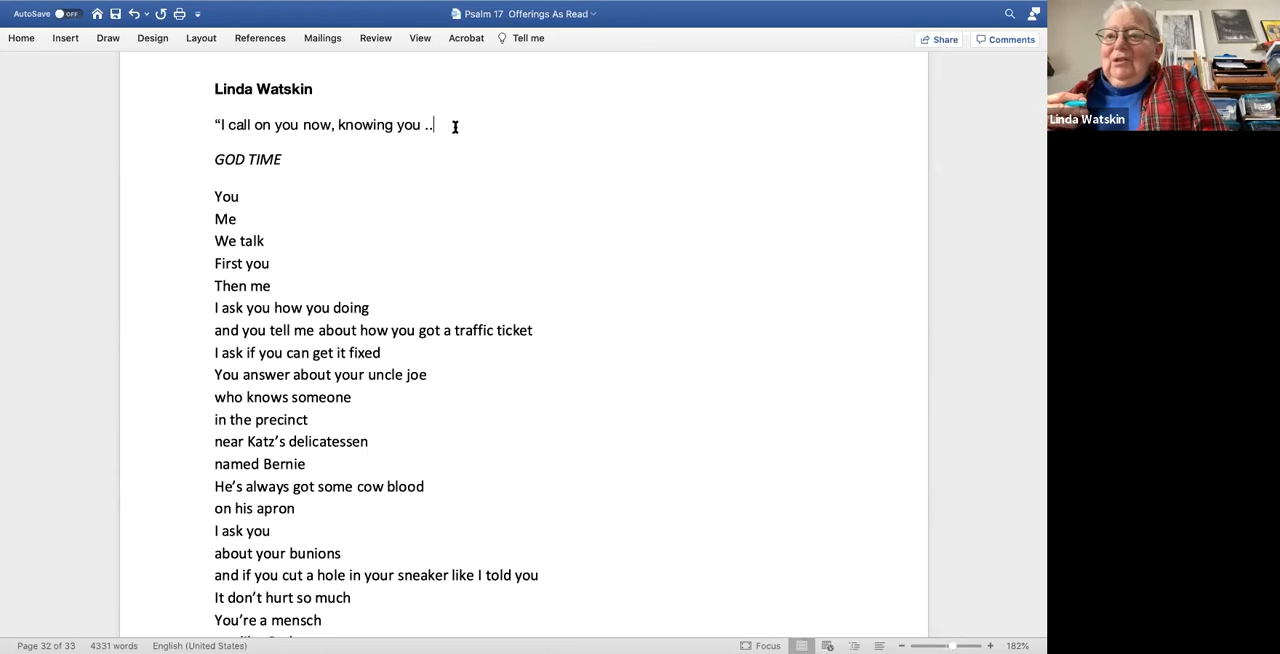 AutoSave OFF
Psalm 17 Offerings As Read
Home Insert Draw Design Layout References Mailings Review View Acrobat Tell me
Share Comments
Linda Watskin
“I call on you now, knowing you ..
GOD TIME
You
Me
We talk
First you
Then me
I ask you how you doing
and you tell me about how you got a traffic ticket
I ask if you can get it fixed
You answer about your uncle joe
who knows someone
in the precinct
near Katz’s delicatessen
named Bernie
He’s always got some cow blood
on his apron
I ask you
about your bunions
and if you cut a hole in your sneaker like I told you
It don’t hurt so much
You’re a mensch
Page 32 of 33 4331 words English (United States) Focus 182%
Linda Watskin